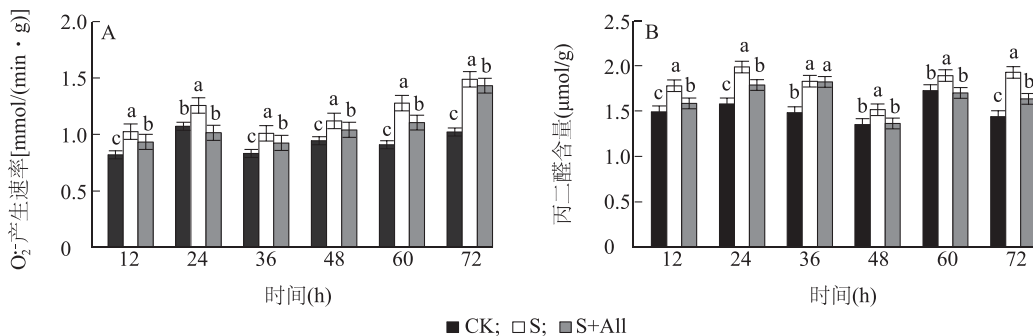 O₂⁻·产生速率[mmol/(min·g)]
2.0
1.5
1.0
0.5
0
A
c a b
b a b
c a b
c a b
c a b
c a b
12 24 36 48 60 72
时间(h)
丙二醛含量(μmol/g)
2.5
2.0
1.5
1.0
0.5
0
B
c a b
c a b
b a a
b a b
b a b
c a b
12 24 36 48 60 72
时间(h)
CK; S; S+All